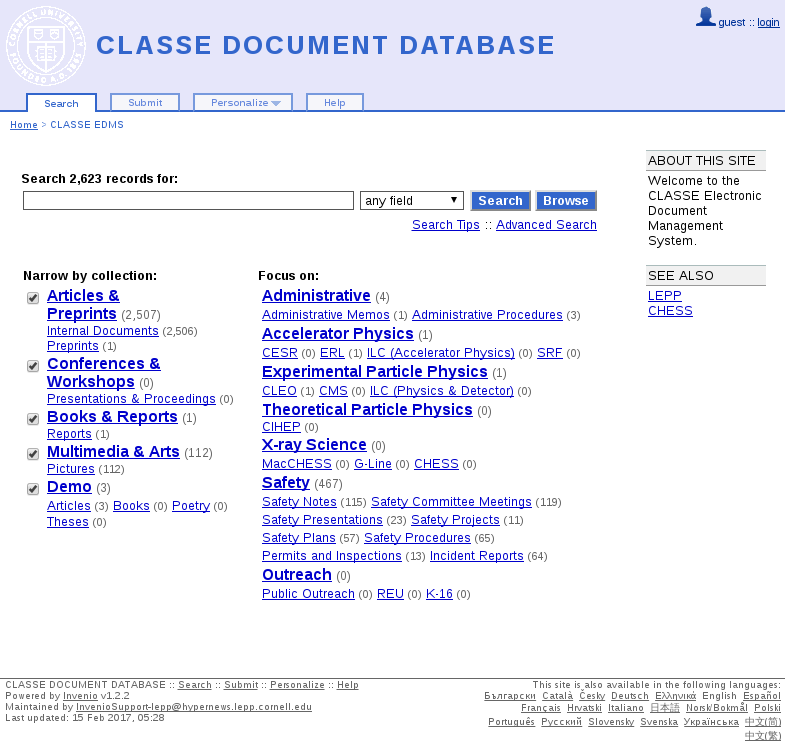 CORNELL UNIVERSITY
FOUNDED A.D. 1865
CLASSE DOCUMENT DATABASE
guest :: login
Search Submit Personalize Help
Home > CLASSE EDMS
Search 2,623 records for:
any field Search Browse
Search Tips :: Advanced Search
Narrow by collection:
Articles &
Preprints (2,507)
Internal Documents (2,506)
Preprints (1)
Conferences &
Workshops (0)
Presentations & Proceedings (0)
Books & Reports (1)
Reports (1)
Multimedia & Arts (112)
Pictures (112)
Demo (3)
Articles (3) Books (0) Poetry (0)
Theses (0)
Focus on:
Administrative (4)
Administrative Memos (1) Administrative Procedures (3)
Accelerator Physics (1)
CESR (0) ERL (1) ILC (Accelerator Physics) (0) SRF (0)
Experimental Particle Physics (1)
CLEO (1) CMS (0) ILC (Physics & Detector) (0)
Theoretical Particle Physics (0)
CIHEP (0)
X-ray Science (0)
MacCHESS (0) G-Line (0) CHESS (0)
Safety (467)
Safety Notes (115) Safety Committee Meetings (119)
Safety Presentations (23) Safety Projects (11)
Safety Plans (57) Safety Procedures (65)
Permits and Inspections (13) Incident Reports (64)
Outreach (0)
Public Outreach (0) REU (0) K-16 (0)
ABOUT THIS SITE
Welcome to the
CLASSE Electronic
Document
Management
System.
SEE ALSO
LEPP
CHESS
CLASSE DOCUMENT DATABASE :: Search :: Submit :: Personalize :: Help
Powered by Invenio v1.2.2
Maintained by InvenioSupport-lepp@hypernews.lepp.cornell.edu
Last updated: 15 Feb 2017, 05:28
This site is also available in the following languages:
Български Català Česky Deutsch Ελληνικά English Español
Français Hrvatski Italiano 日本語 Norsk/Bokmål Polski
Português Русский Slovensky Svenska Українська 中文(简)
中文(繁)